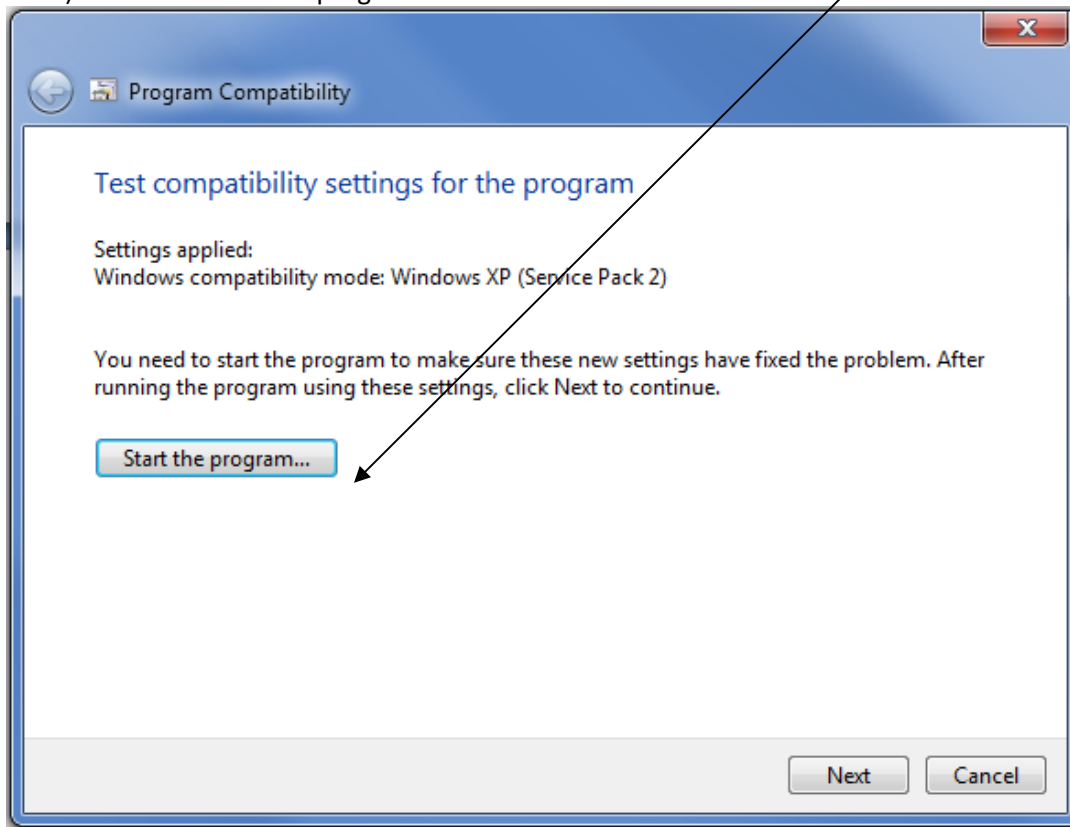 Program Compatibility
Test compatibility settings for the program
Settings applied:
Windows compatibility mode: Windows XP (Service Pack 2)
You need to start the program to make sure these new settings have fixed the problem. After
running the program using these settings, click Next to continue.
Start the program...
Next Cancel